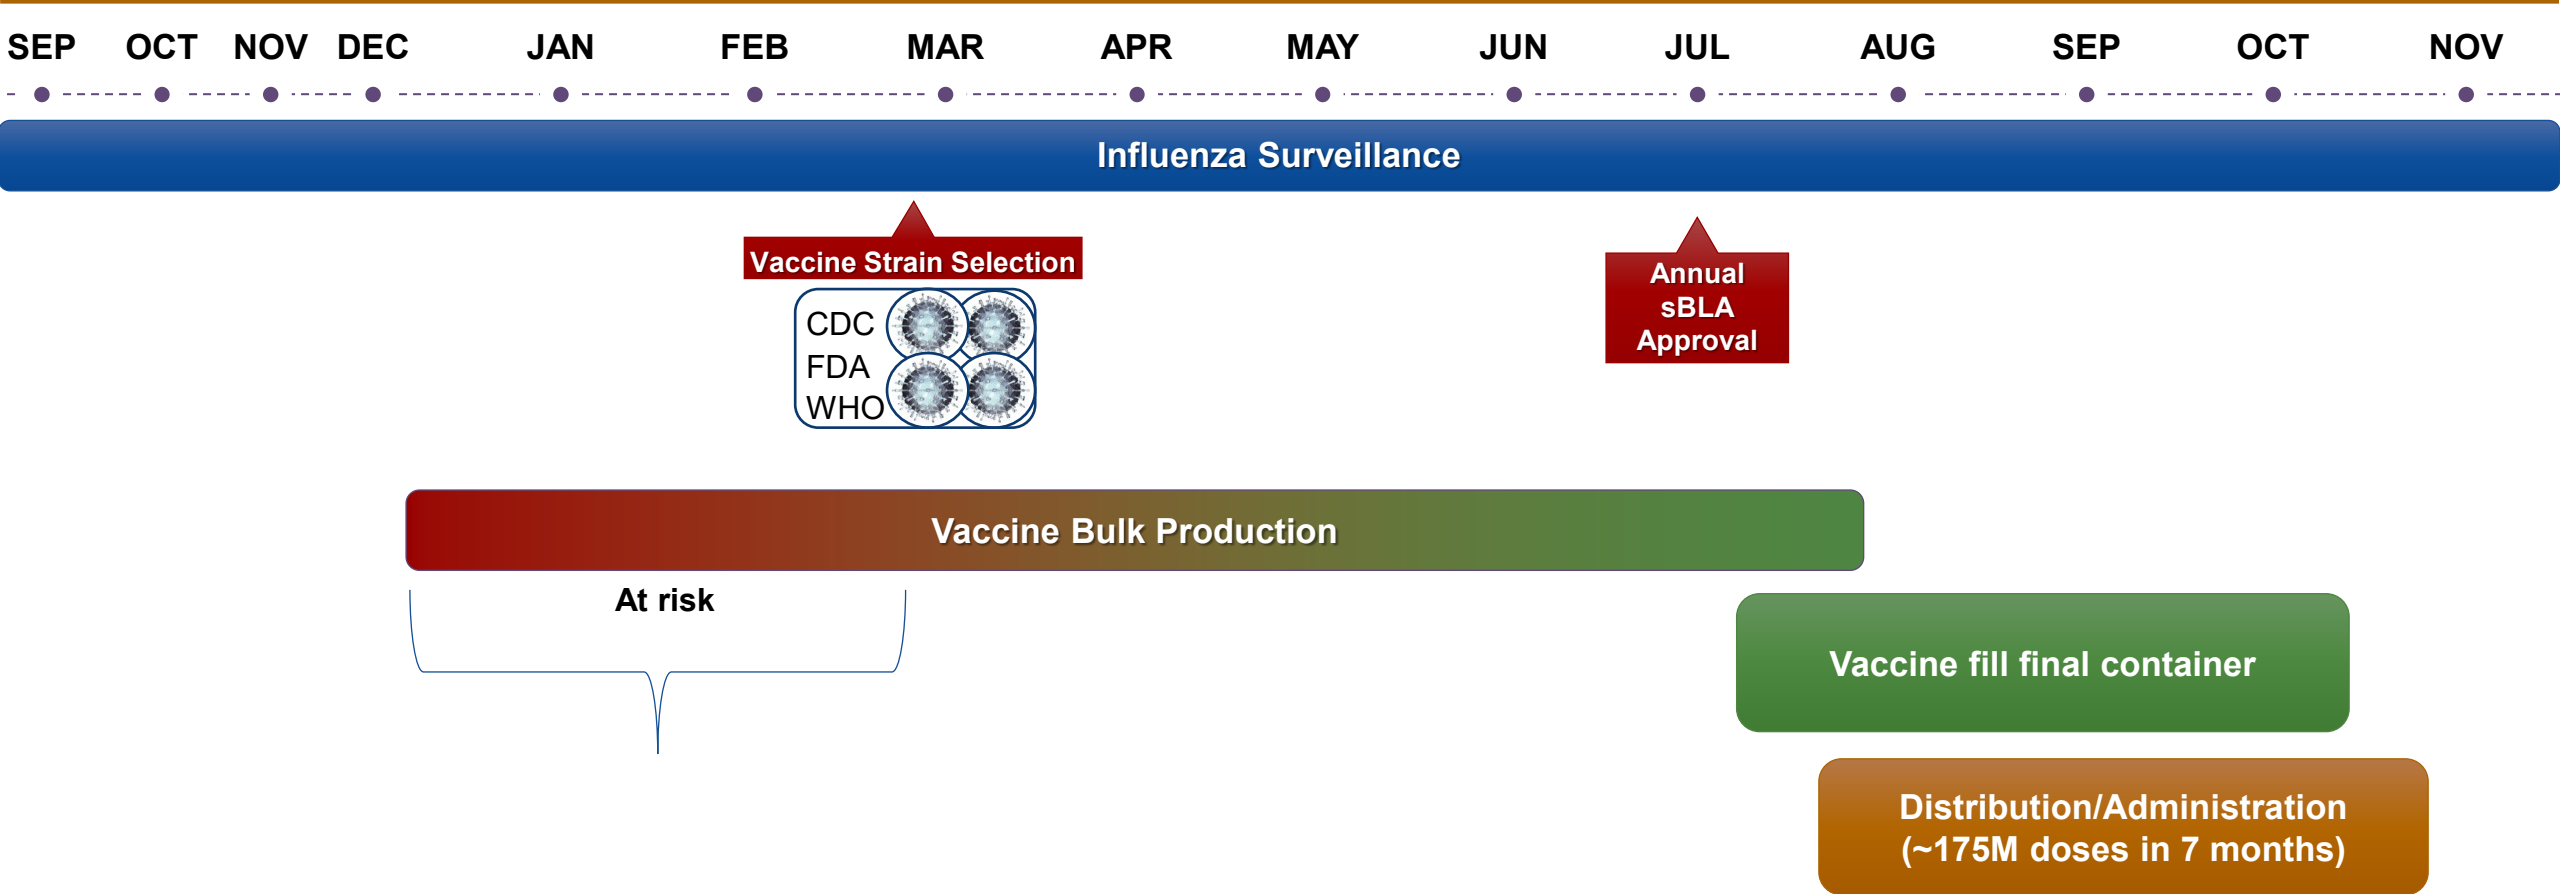 SEP OCT NOV DEC JAN FEB MAR APR MAY JUN JUL AUG SEP OCT NOV
Influenza Surveillance
Vaccine Strain Selection
CDC
FDA
WHO
Annual
sBLA
Approval
Vaccine Bulk Production
At risk
Vaccine fill final container
Distribution/Administration
(~175M doses in 7 months)